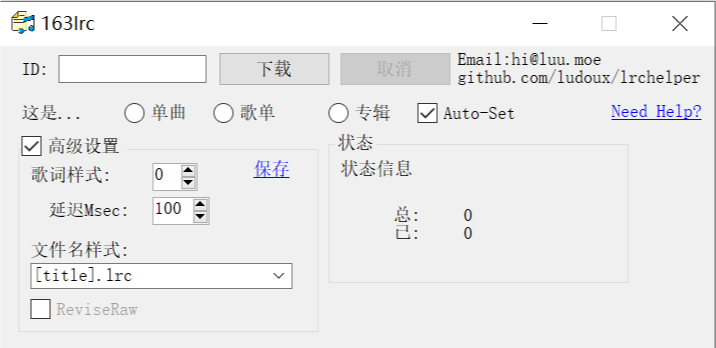 163lrc
ID: 下载 取消 Email:hi@luu.moe
github.com/ludoux/lrchelper
这是... 单曲 歌单 专辑 Auto-Set Need Help?
高级设置
歌词样式: 0 保存
延迟Msec: 100
文件名样式:
[title].lrc
ReviseRaw
状态
状态信息
总: 0
已: 0